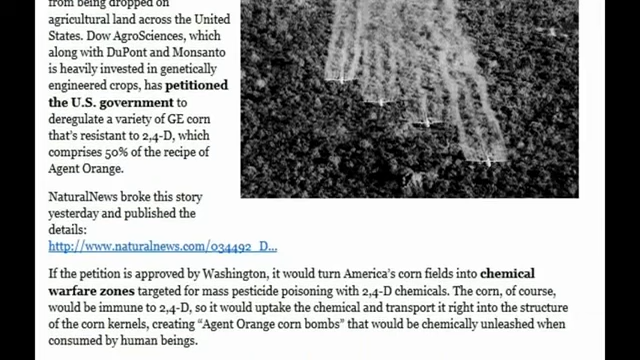 from being dropped on
agricultural land across the United
States. Dow AgroSciences, which
along with DuPont and Monsanto
is heavily invested in genetically
engineered crops, has petitioned
the U.S. government to
deregulate a variety of GE corn
that's resistant to 2,4-D, which
comprises 50% of the recipe of
Agent Orange.
NaturalNews broke this story
yesterday and published the
details:
http://www.naturalnews.com/034492_D...
If the petition is approved by Washington, it would turn America's corn fields into chemical
warfare zones targeted for mass pesticide poisoning with 2,4-D chemicals. The corn, of course,
would be immune to 2,4-D, so it would uptake the chemical and transport it right into the structure
of the corn kernels, creating “Agent Orange corn bombs” that would be chemically unleashed when
consumed by human beings.